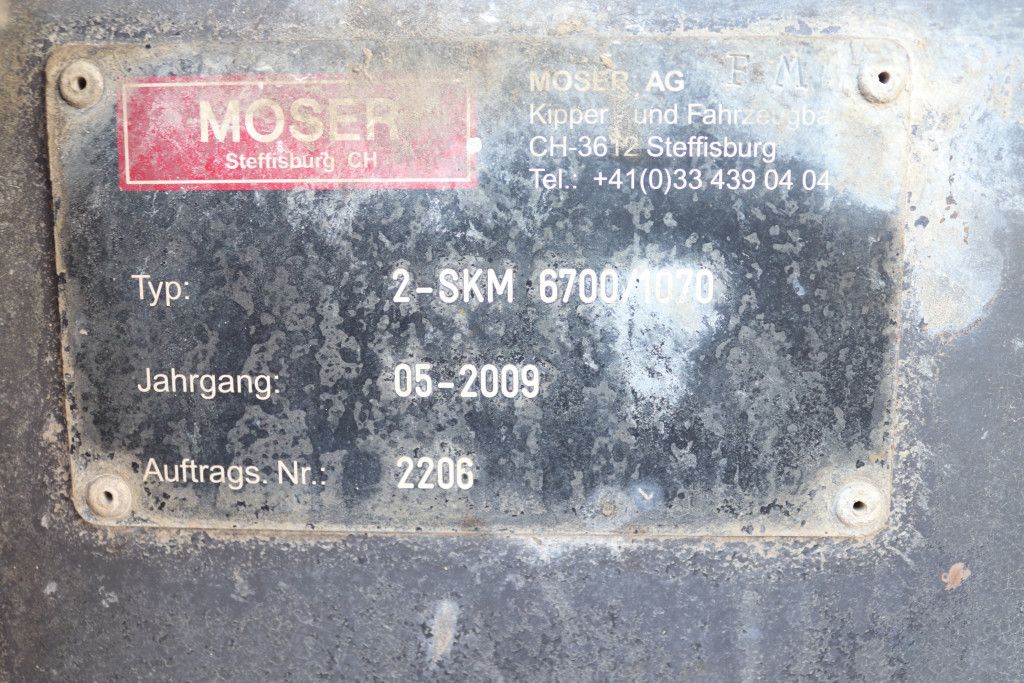 MOSER
Steffisburg CH
MOSER AG
Kipper- und Fahrzeugba
CH-3612 Steffisburg
Tel.: +41(0)33 439 04 04
F M
Typ: 2-SKM 6700/1070
Jahrgang: 05-2009
Auftrags. Nr.: 2206